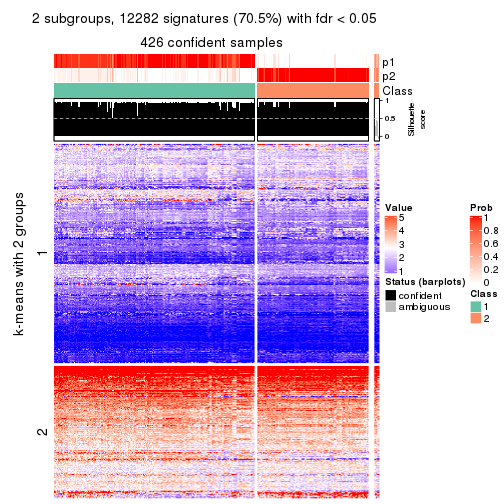 2 subgroups, 12282 signatures (70.5%) with fdr < 0.05
426 confident samples
p1
p2
Class
1
0.5
0
Silhouette
score
k-means with 2 groups
1
2
Value
5
4
3
2
1
Prob
1
0.8
0.6
0.4
0.2
0
Status (barplots)
confident
ambiguous
Class
1
2